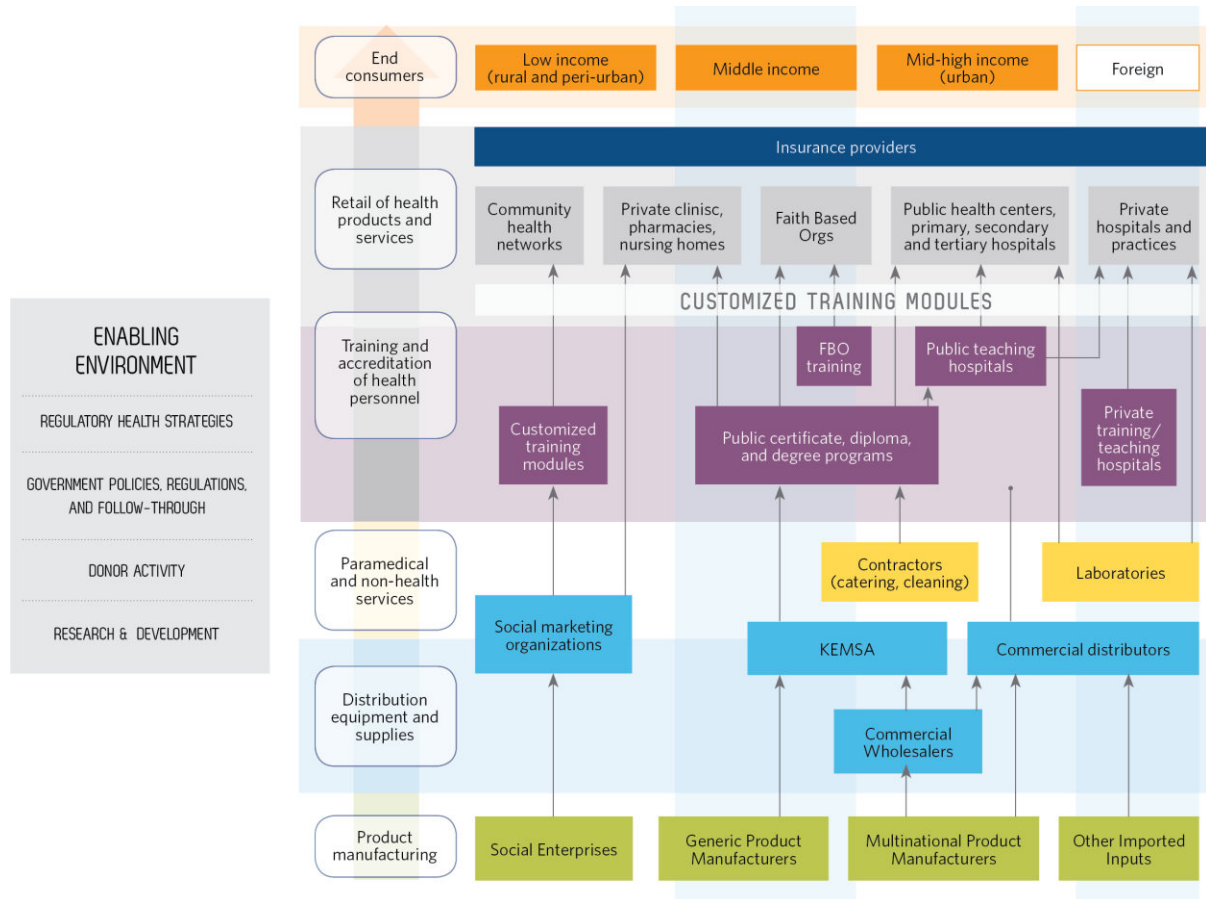 End
consumers
Low income
(rural and peri-urban)
Middle income
Mid-high income
(urban)
Foreign
Insurance providers
Retail of health
products and
services
Community
health
networks
Private clinisc,
pharmacies,
nursing homes
Faith Based
Orgs
Public health centers,
primary, secondary
and tertiary hospitals
Private
hospitals and
practices
CUSTOMIZED TRAINING MODULES
ENABLING
ENVIRONMENT
REGULATORY HEALTH STRATEGIES
GOVERNMENT POLICIES, REGULATIONS,
AND FOLLOW-THROUGH
DONOR ACTIVITY
RESEARCH & DEVELOPMENT
Training and
accreditation
of health
personnel
FBO
training
Public teaching
hospitals
Customized
training
modules
Public certificate, diploma,
and degree programs
Private
training/
teaching
hospitals
Paramedical
and non-health
services
Contractors
(catering, cleaning)
Laboratories
Social marketing
organizations
KEMSA
Commercial distributors
Distribution
equipment and
supplies
Commercial
Wholesalers
Product
manufacturing
Social Enterprises
Generic Product
Manufacturers
Multinational Product
Manufacturers
Other Imported
Inputs